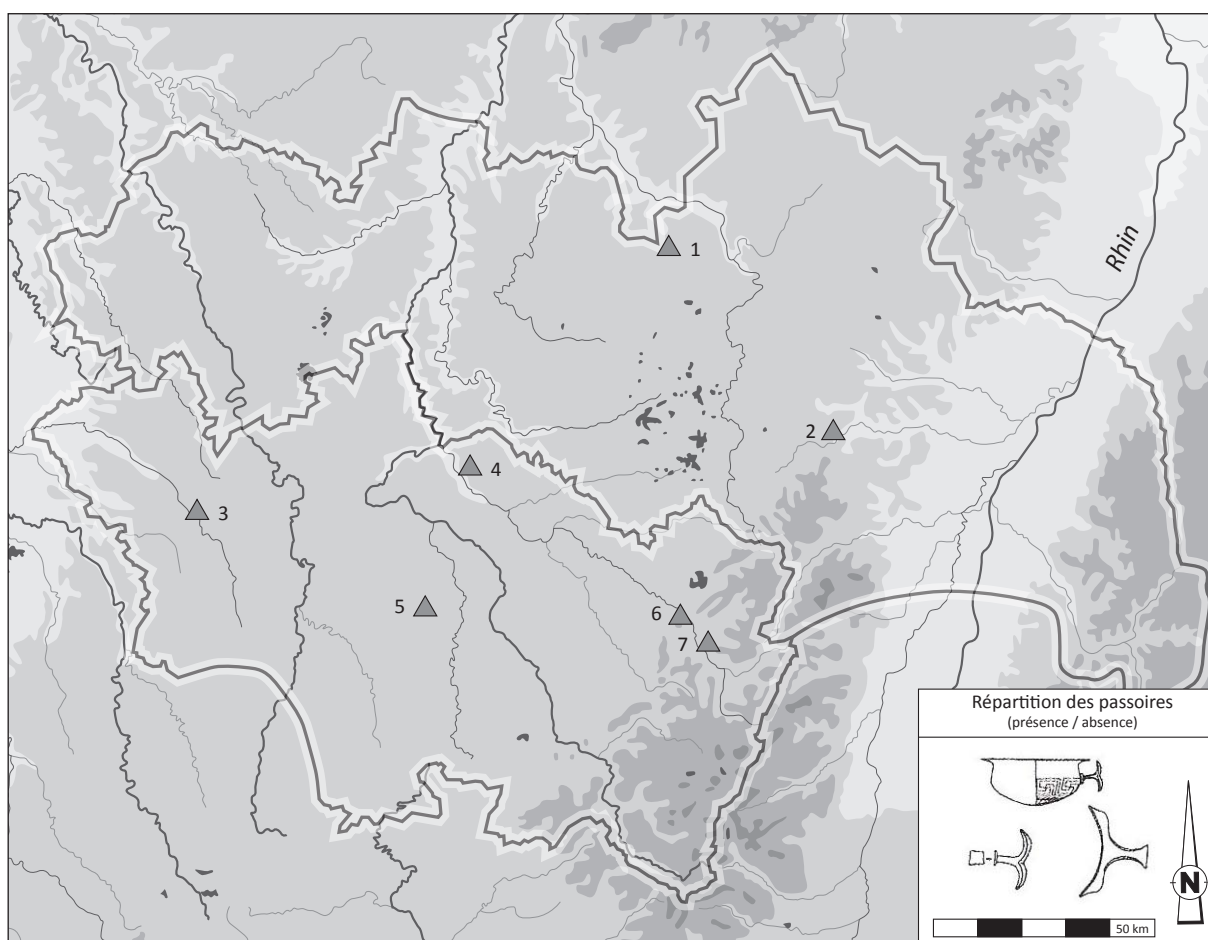 1
Rhin
2
4
3
5
6
7
Répartition des passoires
(présence / absence)
N
50 km